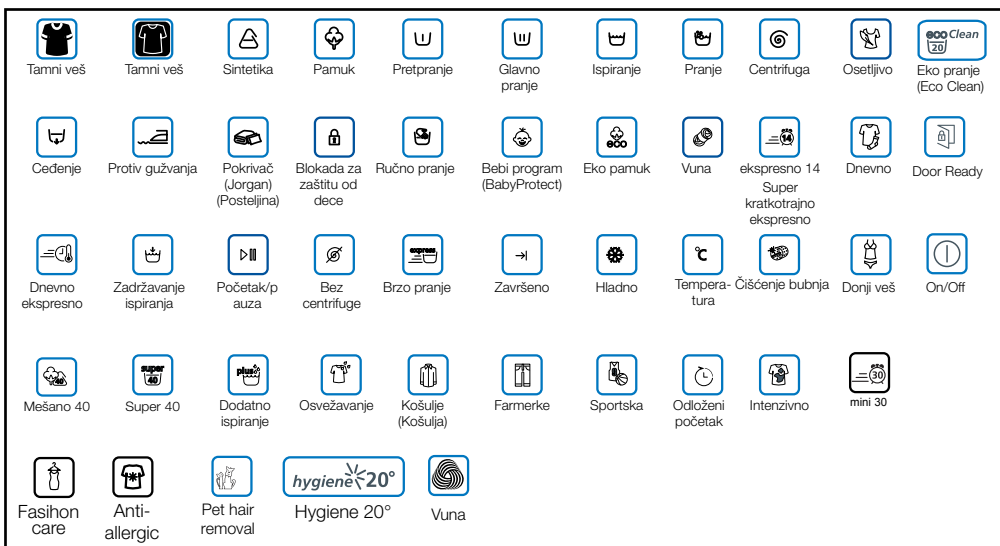 eco Clean
20
Tamni veš
Tamni veš
Sintetika
Pamuk
Pretpranje
Glavno
pranje
Ispiranje
Pranje
Centrifuga
Osetljivo
Eko pranje
(Eco Clean)
eco
14
Ceđenje
Protiv gužvanja
Pokrivač
(Jorgan)
(Posteljina)
Blokada za
zaštitu od
dece
Ručno pranje
Bebi program
(BabyProtect)
Eko pamuk
Vuna
ekspresno 14
Super
kratkotrajno
ekspresno
Dnevno
Door Ready
express
°C
Dnevno
ekspresno
Zadržavanje
ispiranja
Početak/p
auza
Bez
centrifuge
Brzo pranje
Završeno
Hladno
Tempera-
tura
Čišćenje bubnja
Donji veš
On/Off
40
super
40
plus
30
Mešano 40
Super 40
Dodatno
ispiranje
Osvežavanje
Košulje
(Košulja)
Farmerke
Sportska
Odloženi
početak
Intenzivno
mini 30
hygiene 20°
Fasihon
care
Anti-
allergic
Pet hair
removal
Hygiene 20°
Vuna